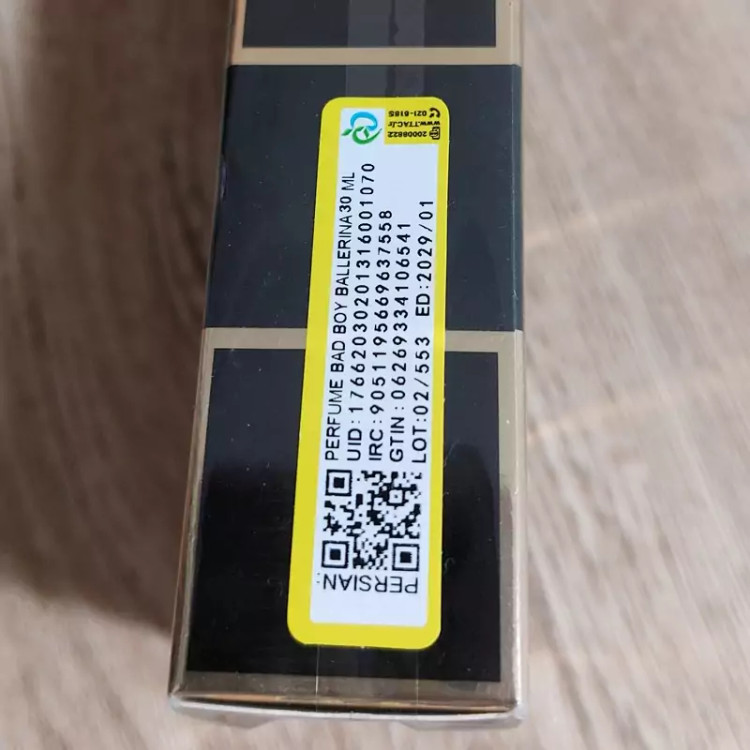 PERFUME BAD BOY BALLERINA 30 ML
UID:17662030201316001070
IRC:9051195669637558
GTIN:06269334106541
LOT:02/553 ED:2029/01
PERSIAN:
20008822
www.TTAC.ir
021-6185